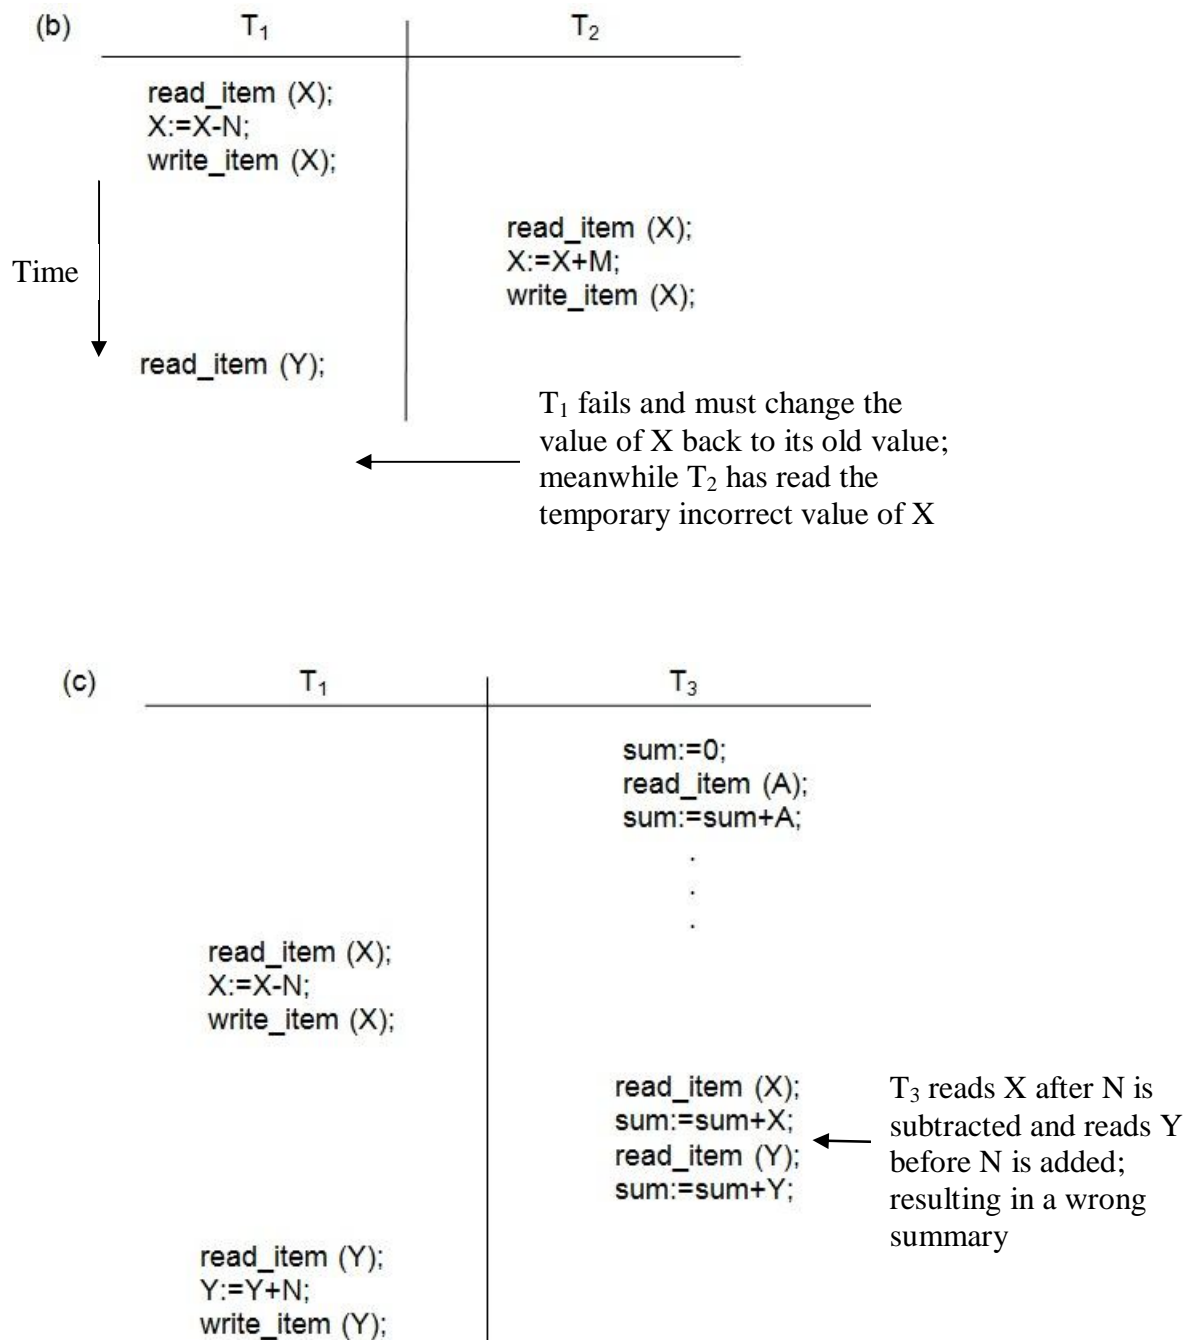 (b) T₁ T₂
read_item (X);
X:=X-N;
write_item (X);
read_item (X);
X:=X+M;
write_item (X);
Time
read_item (Y);
T₁ fails and must change the
value of X back to its old value;
meanwhile T₂ has read the
temporary incorrect value of X
(c) T₁ T₃
sum:=0;
read_item (A);
sum:=sum+A;
.
.
.
read_item (X);
X:=X-N;
write_item (X);
read_item (X);
sum:=sum+X;
read_item (Y);
sum:=sum+Y;
T₃ reads X after N is
subtracted and reads Y
before N is added;
resulting in a wrong
summary
read_item (Y);
Y:=Y+N;
write_item (Y);